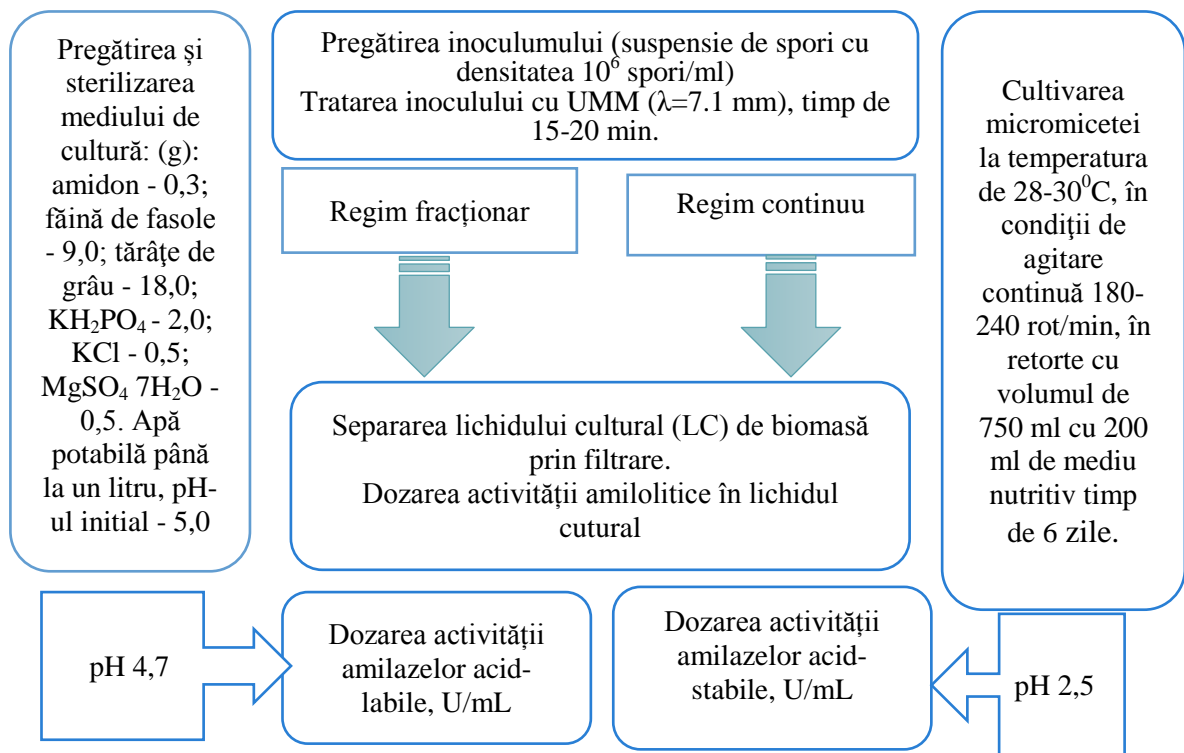 Pregătirea și
sterilizarea
mediului de
cultură: (g):
amidon - 0,3;
făină de fasole
- 9,0; tărâţe de
grâu - 18,0;
KH₂PO₄ - 2,0;
KCl - 0,5;
MgSO₄ 7H₂O -
0,5. Apă
potabilă până
la un litru, pH-
ul initial - 5,0
Pregătirea inoculumului (suspensie de spori cu
densitatea 10⁶ spori/ml)
Tratarea inoculului cu UMM (λ=7.1 mm), timp de
15-20 min.
Regim fracționar
Regim continuu
Separarea lichidului cultural (LC) de biomasă
prin filtrare.
Dozarea activității amilolitice în lichidul
cutural
Cultivarea
micromicetei
la temperatura
de 28-30⁰C, în
condiţii de
agitare
continuă 180-
240 rot/min, în
retorte cu
volumul de
750 ml cu 200
ml de mediu
nutritiv timp
de 6 zile.
pH 4,7
Dozarea activității
amilazelor acid-
labile, U/mL
Dozarea activității
amilazelor acid-
stabile, U/mL
pH 2,5